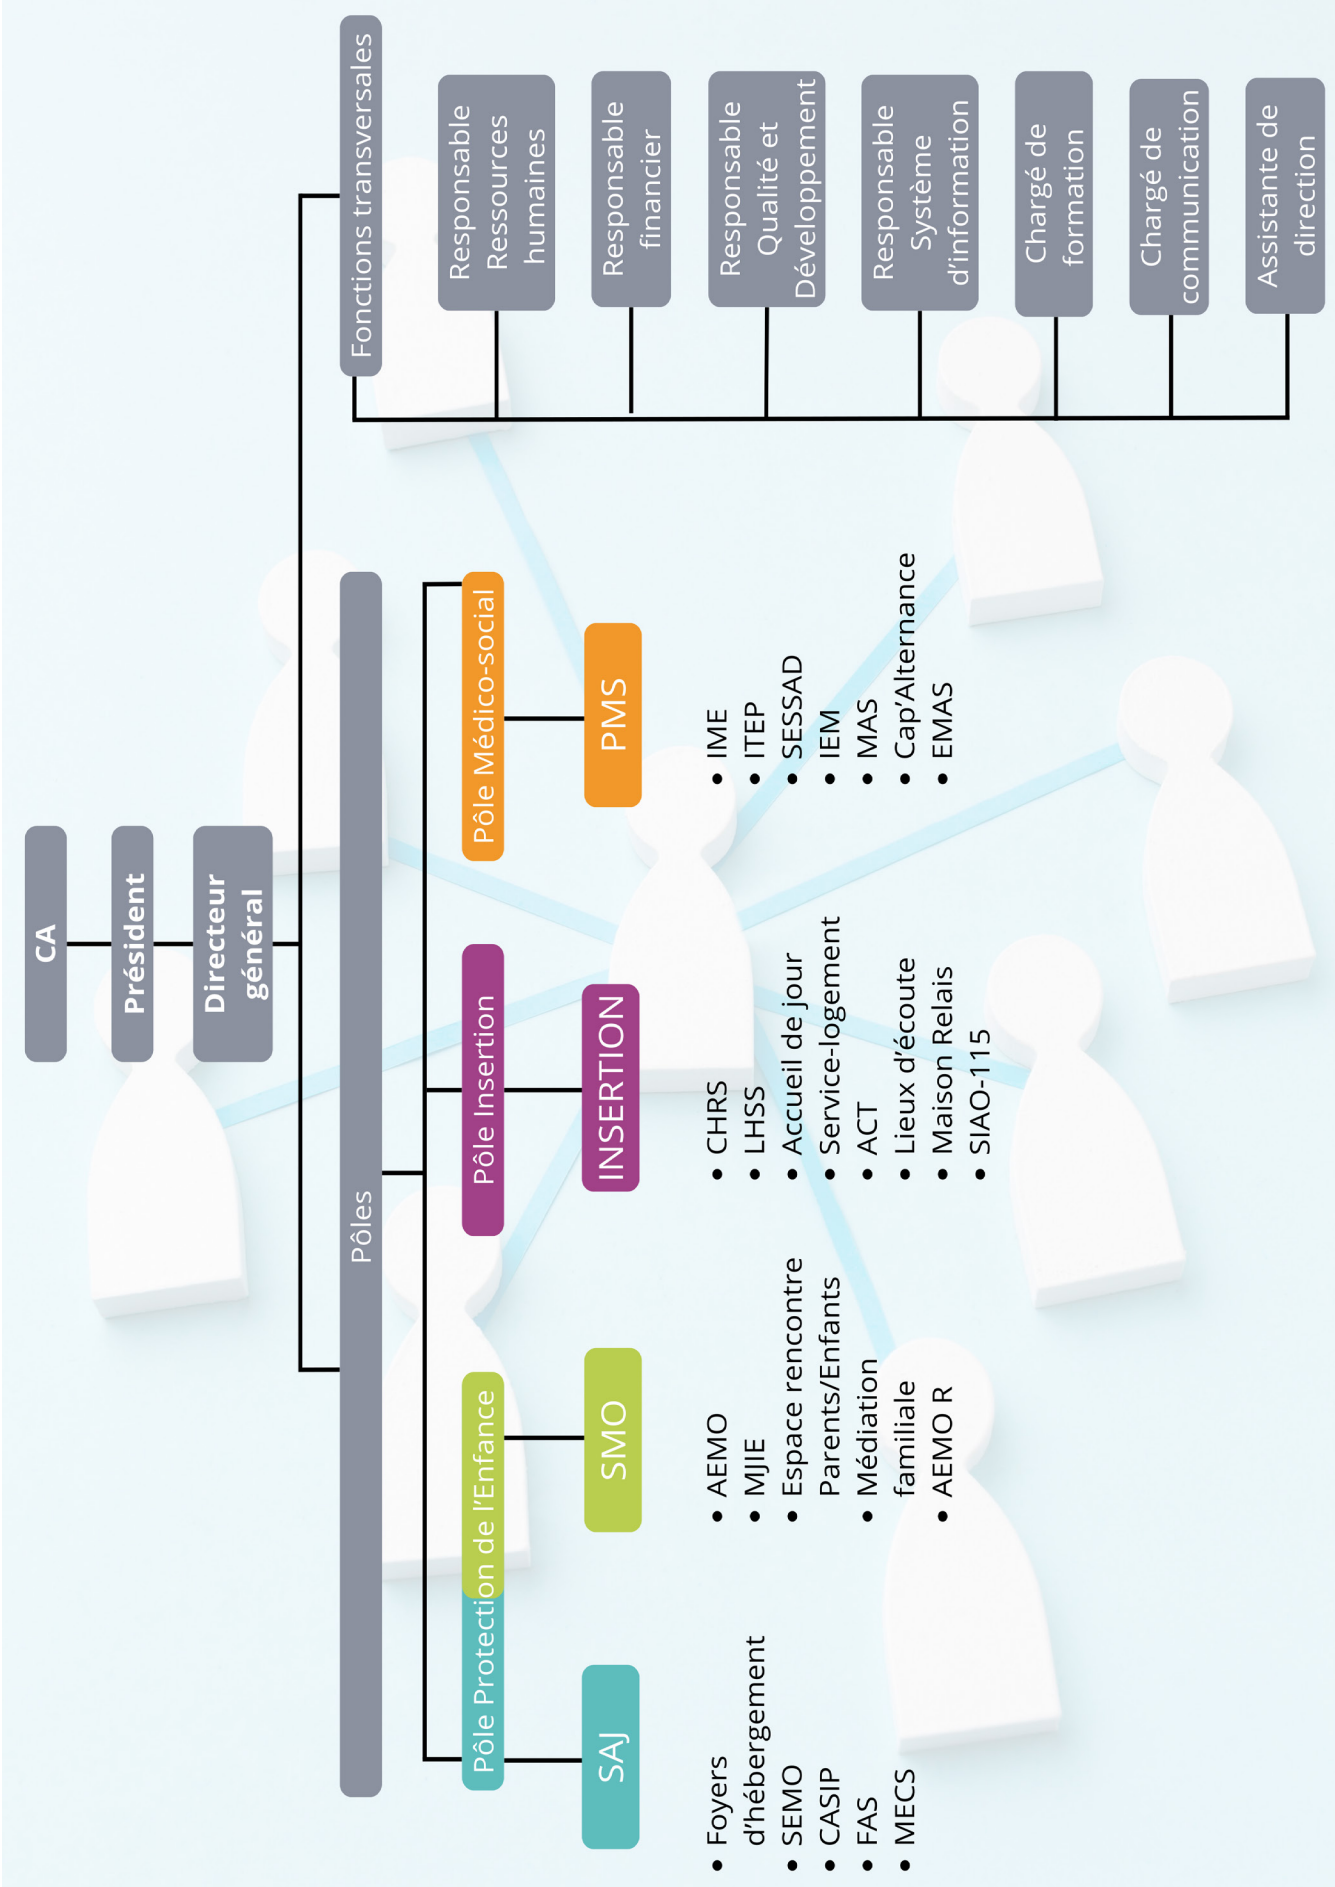 CA
Président
Directeur
général
Pôles
Fonctions transversales
Pôle Protection de l'Enfance
Pôle Insertion
Pôle Médico-social
SAJ
• Foyers
d'hébergement
• SEMO
• CASIP
• FAS
• MECS
SMO
• AEMO
• MJIE
• Espace rencontre
Parents/Enfants
• Médiation
familiale
• AEMO R
INSERTION
• CHRS
• LHSS
• Accueil de jour
• Service-logement
• ACT
• Lieux d'écoute
• Maison Relais
• SIAO-115
PMS
• IME
• ITEP
• SESSAD
• IEM
• MAS
• Cap'Alternance
• EMAS
Responsable
Ressources
humaines
Responsable
financier
Responsable
Qualité et
Développement
Responsable
Système
d'information
Chargé de
formation
Chargé de
communication
Assistante de
direction